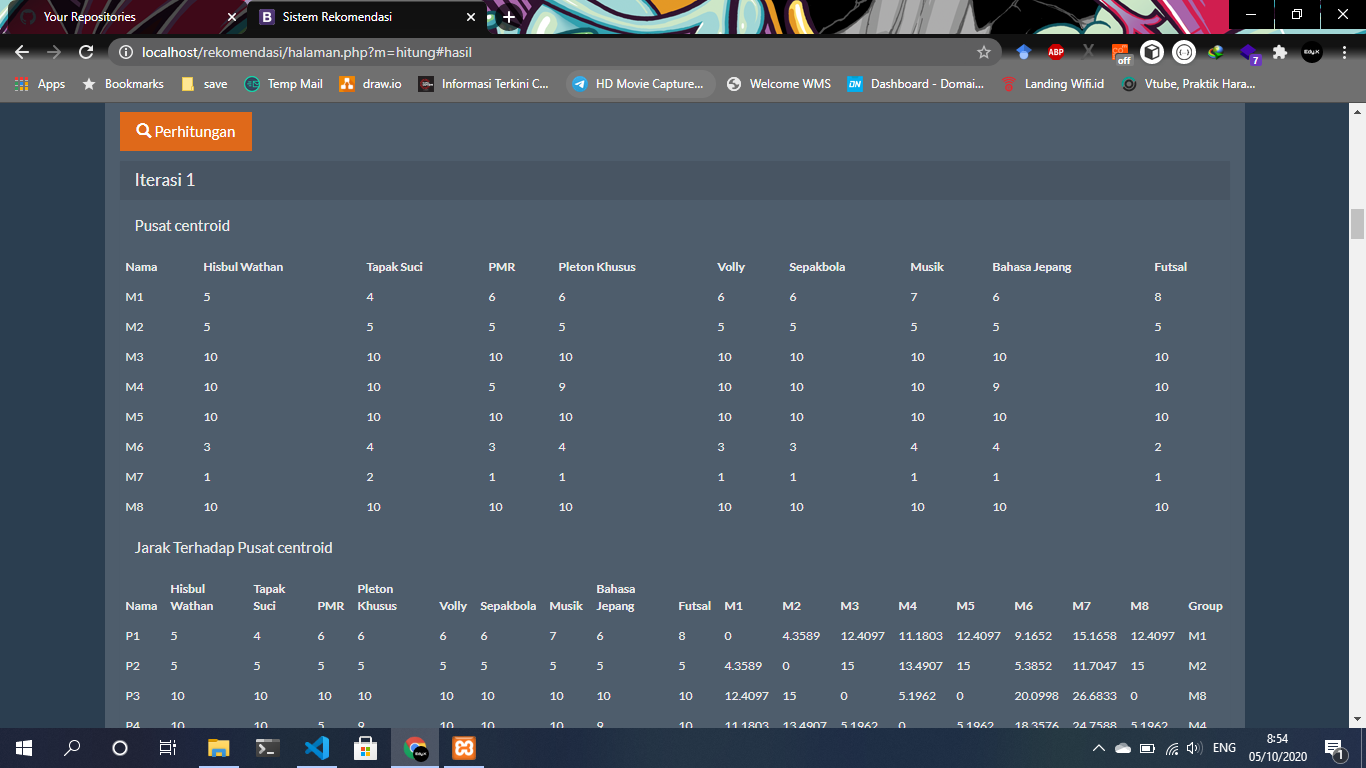 Your Repositories
Sistem Rekomendasi
localhost/rekomendasi/halaman.php?m=hitung#hasil
ABP
off
7
Apps
Bookmarks
save
Temp Mail
draw.io
Informasi Terkini C...
HD Movie Capture...
Welcome WMS
DN
Dashboard - Domai...
Landing Wifi.id
Vtube, Praktik Hara...
Perhitungan
Iterasi 1
Pusat centroid
Nama Hisbul Wathan Tapak Suci PMR Pleton Khusus Volly Sepakbola Musik Bahasa Jepang Futsal
M1 5 4 6 6 6 6 7 6 8
M2 5 5 5 5 5 5 5 5 5
M3 10 10 10 10 10 10 10 10 10
M4 10 10 5 9 10 10 10 9 10
M5 10 10 10 10 10 10 10 10 10
M6 3 4 3 4 3 3 4 4 2
M7 1 2 1 1 1 1 1 1 1
M8 10 10 10 10 10 10 10 10 10
Jarak Terhadap Pusat centroid
Nama Hisbul Wathan Tapak Suci PMR Pleton Khusus Volly Sepakbola Musik Bahasa Jepang Futsal M1 M2 M3 M4 M5 M6 M7 M8 Group
P1 5 4 6 6 6 6 7 6 8 0 4.3589 12.4097 11.1803 12.4097 9.1652 15.1658 12.4097 M1
P2 5 5 5 5 5 5 5 5 5 4.3589 0 15 13.4907 15 5.3852 11.7047 15 M2
P3 10 10 10 10 10 10 10 10 10 12.4097 15 0 5.1962 0 20.0998 26.6833 0 M8
P4 10 10 5 9 10 10 10 9 10 11.1803 13.4907 5.1962 0 5.1962 18.3576 24.7588 5.1962 M4
ENG
8:54
05/10/2020
1